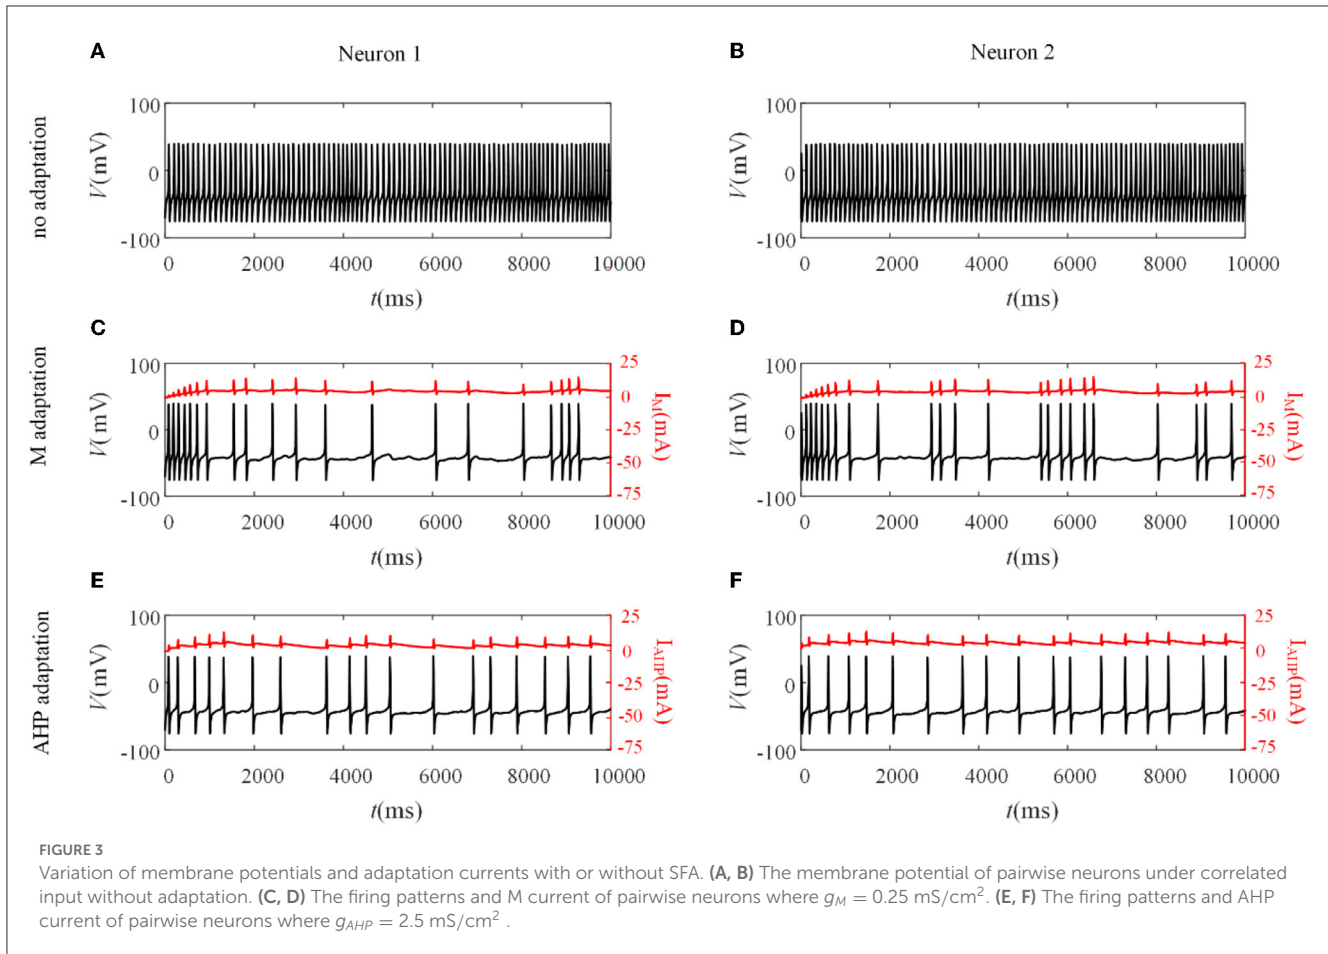 A
Neuron 1
B
Neuron 2
no adaptation
V(mV)
100
0
-100
0 2000 4000 6000 8000 10000
t(ms)
V(mV)
100
0
-100
0 2000 4000 6000 8000 10000
t(ms)
C
D
M adaptation
V(mV)
100
0
-100
25
0
-25
-50
-75
I_M(mA)
0 2000 4000 6000 8000 10000
t(ms)
V(mV)
100
0
-100
25
0
-25
-50
-75
I_M(mA)
0 2000 4000 6000 8000 10000
t(ms)
E
F
AHP adaptation
V(mV)
100
0
-100
25
0
-25
-50
-75
I_AHP(mA)
0 2000 4000 6000 8000 10000
t(ms)
V(mV)
100
0
-100
25
0
-25
-50
-75
I_AHP(mA)
0 2000 4000 6000 8000 10000
t(ms)
FIGURE 3
Variation of membrane potentials and adaptation currents with or without SFA. (A, B) The membrane potential of pairwise neurons under correlated
input without adaptation. (C, D) The firing patterns and M current of pairwise neurons where g_M = 0.25 mS/cm². (E, F) The firing patterns and AHP
current of pairwise neurons where g_AHP = 2.5 mS/cm² .